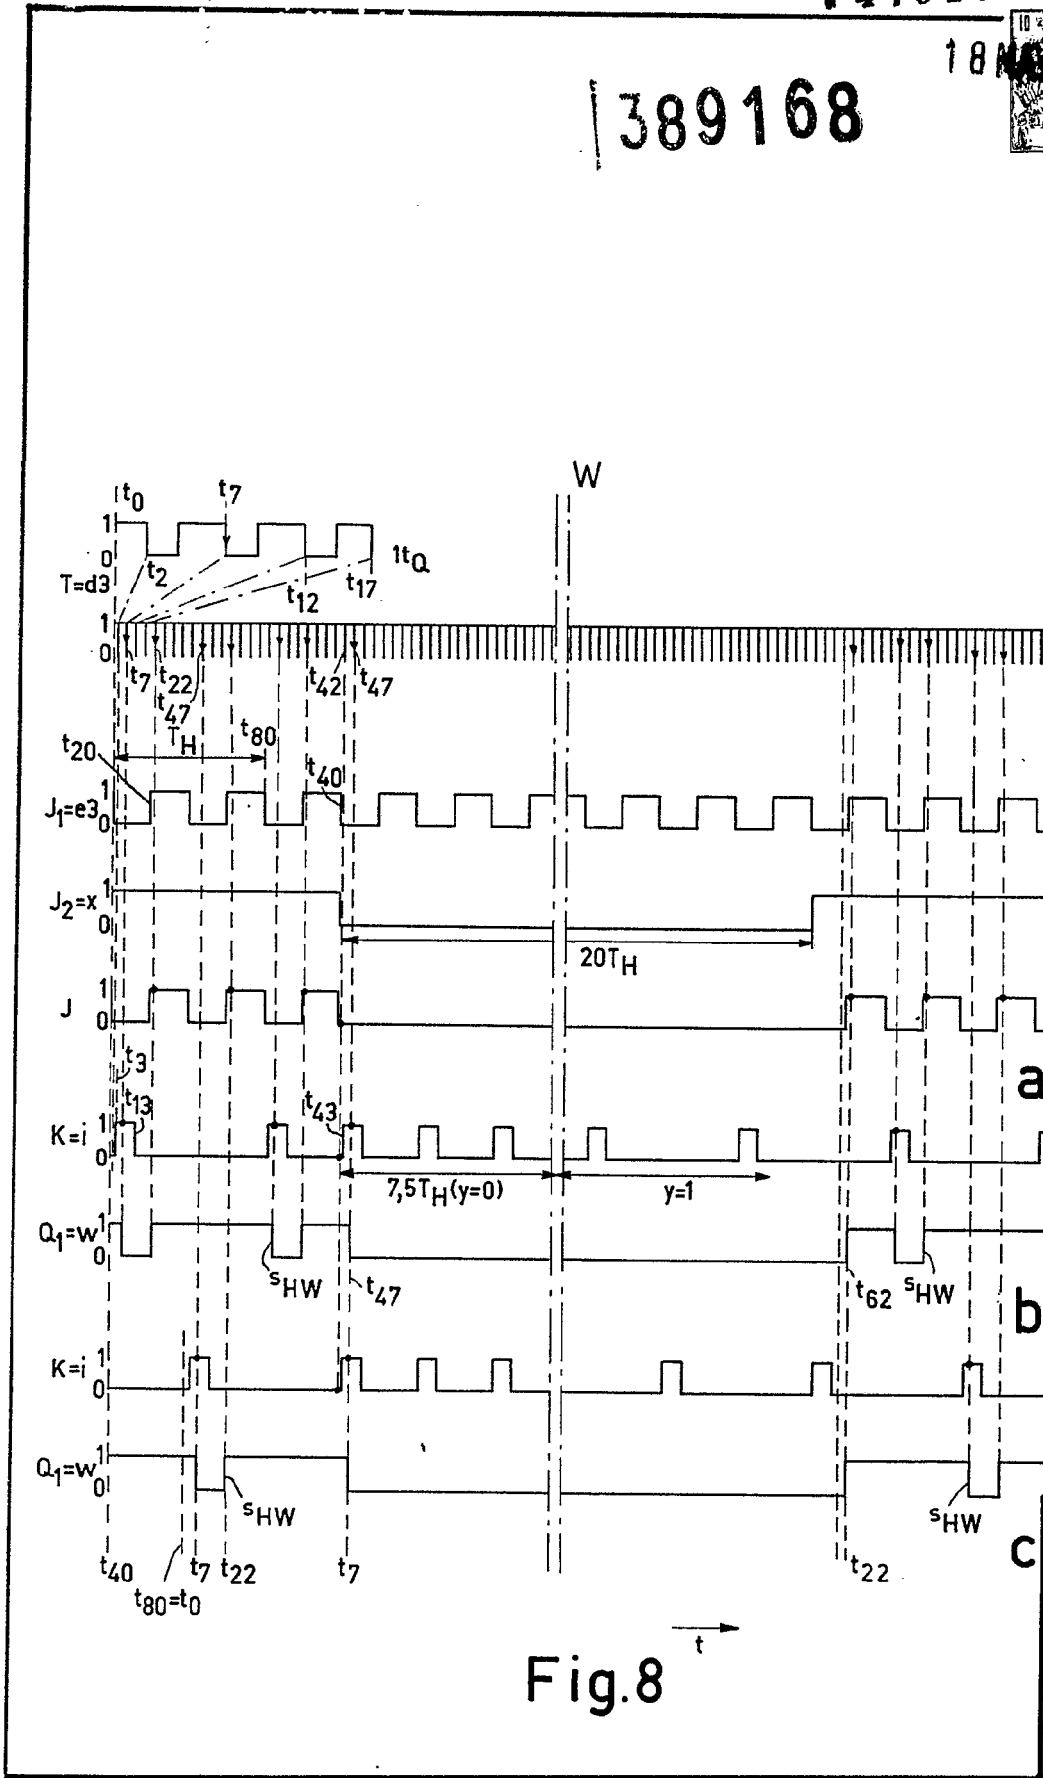 18
389168
W
t0 t7
1
0
T=d3 t2 t12 t17 1tQ
1
0
t7 t22 t47 t42 t47
t20 TH t80 t40
J1=e3 1
0
J2=x 1
0
20TH
J 1
0
a
t3
t13 t43
K=i 1
0
7,5TH(y=0) y=1
Q1=w 1
0
sHW t47 t62 sHW
b
K=i 1
0
Q1=w 1
0
sHW sHW
c
t40 t7 t22 t7 t22
t80=t0
t
Fig.8